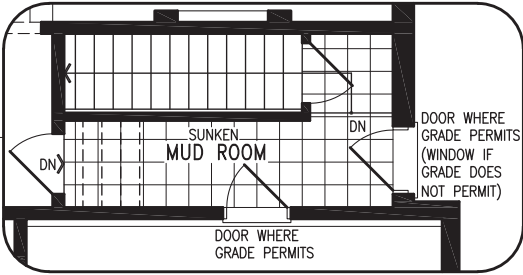 SUNKEN
MUD ROOM
DN
DN
DOOR WHERE
GRADE PERMITS
(WINDOW IF
GRADE DOES
NOT PERMIT)
DOOR WHERE
GRADE PERMITS